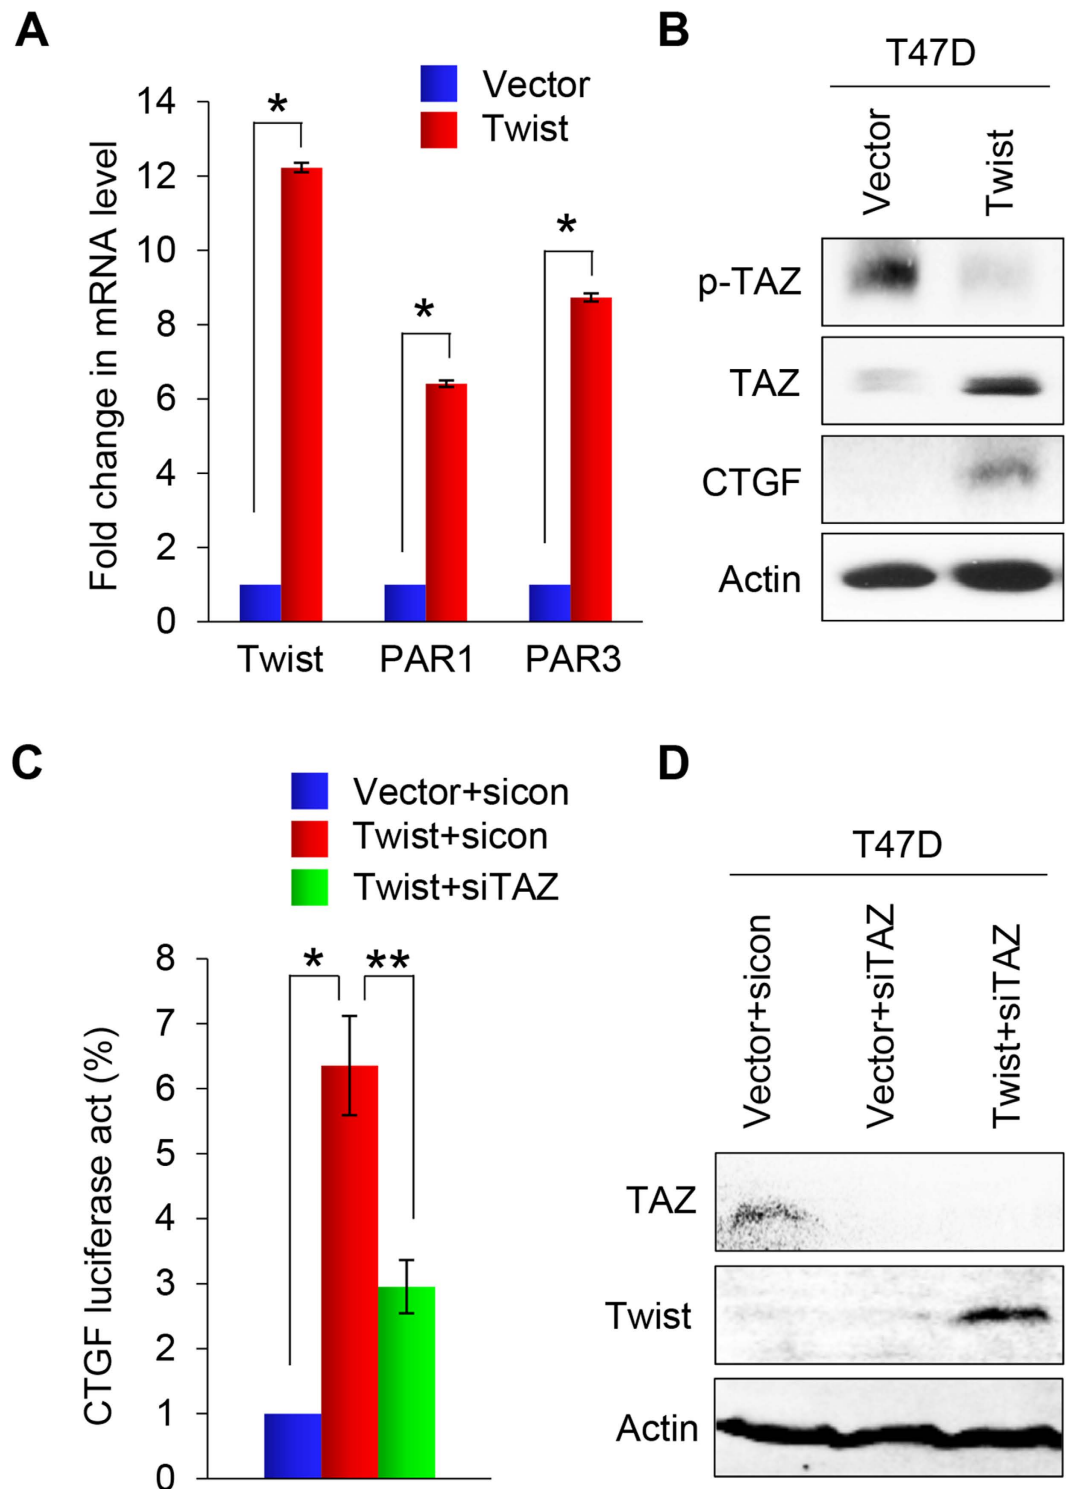 A
Vector
Twist
Fold change in mRNA level
14
12
10
8
6
4
2
0
*
*
*
Twist PAR1 PAR3
B
T47D
Vector Twist
p-TAZ
TAZ
CTGF
Actin
C
Vector+sicon
Twist+sicon
Twist+siTAZ
CTGF luciferase act (%)
8
7
6
5
4
3
2
1
0
* **
D
T47D
Vector+sicon Vector+siTAZ Twist+siTAZ
TAZ
Twist
Actin